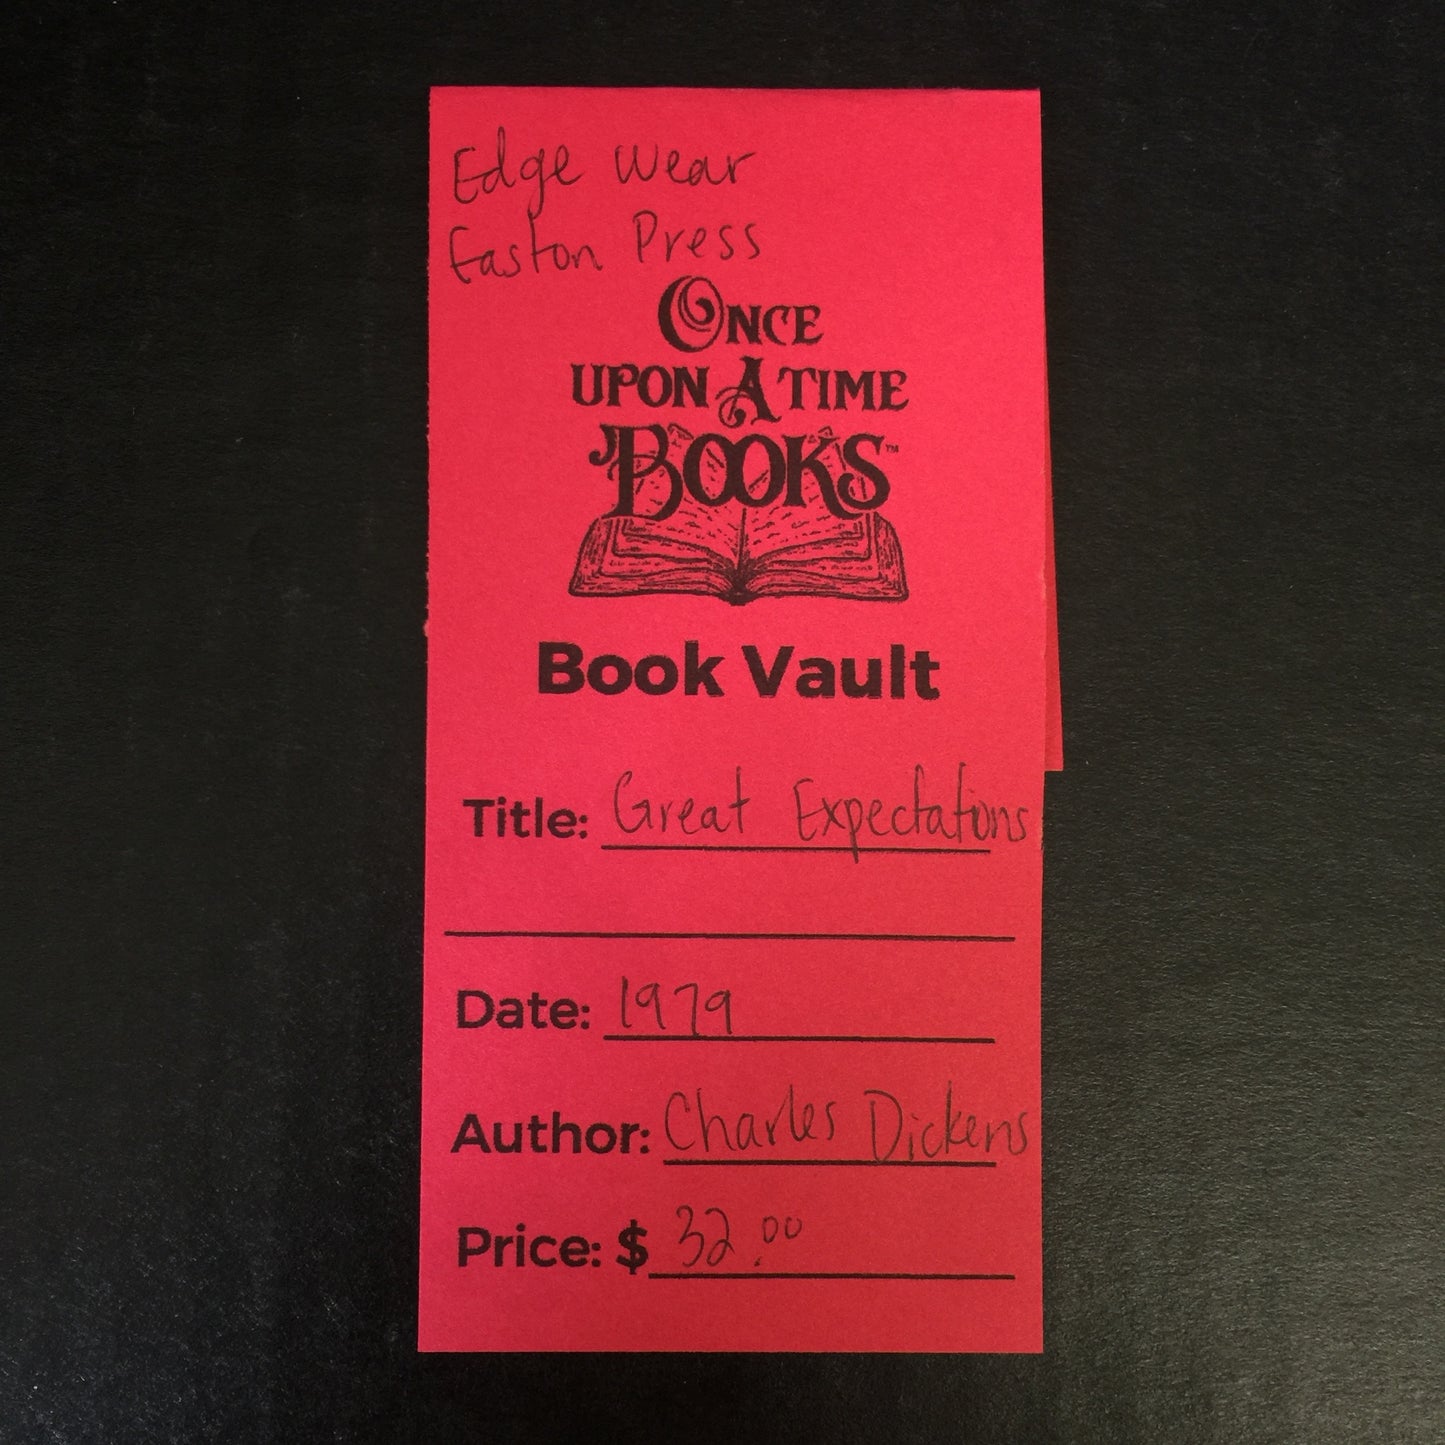 Edge wear
Easton Press
ONCE
UPON A TIME
BOOKS™
Book Vault
Title: Great Expectations
Date: 1979
Author: Charles Dickens
Price: $ 32.00